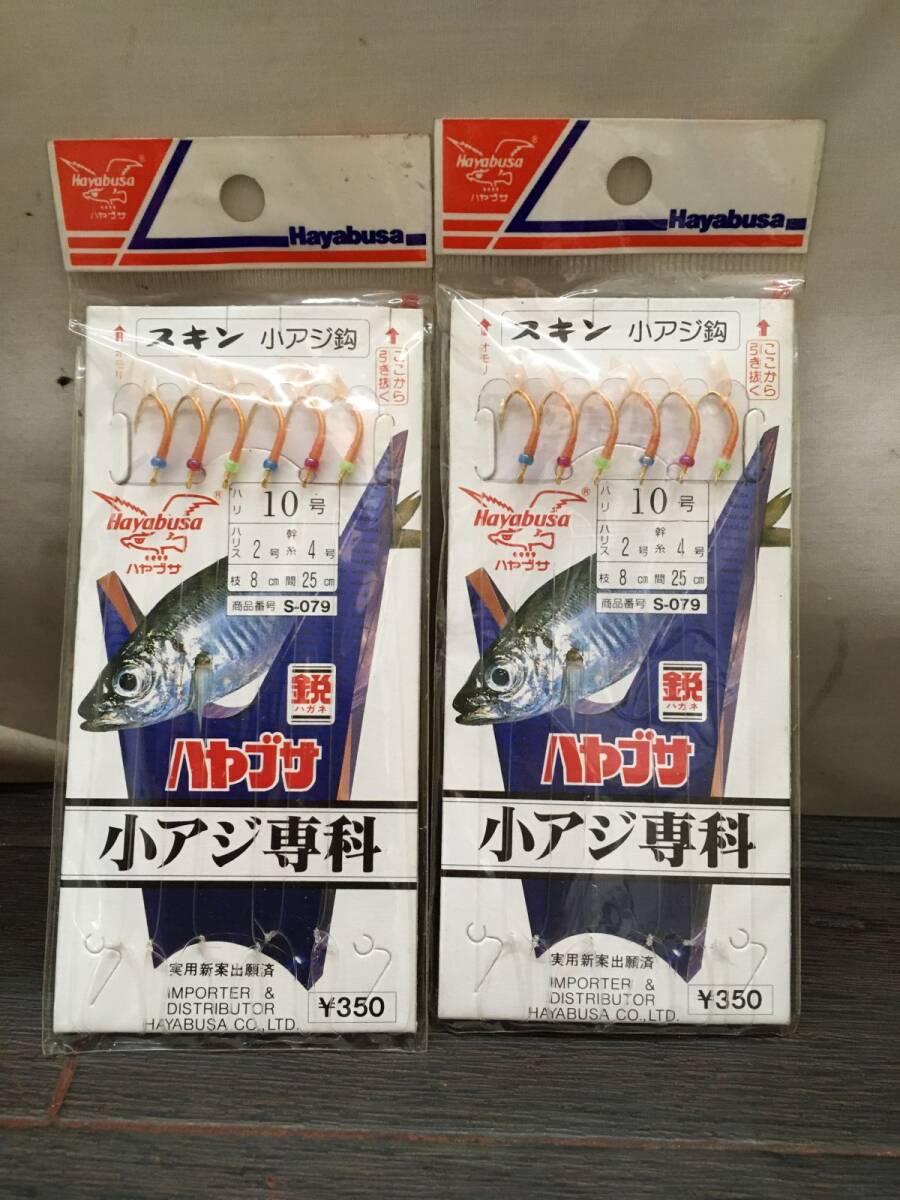 Hayabusa
ハヤブサ
Hayabusa
スキン 小アジ鈎
オモリ
ここから
引き抜く
ハリ 10号
ハリス 2号 幹糸 4号
枝 8cm 間 25cm
商品番号 S-079
Hayabusa
ハヤブサ
鋭
ハガネ
ハヤブサ
小アジ専科
実用新案出願済
IMPORTER &
DISTRIBUTOR
HAYABUSA CO.,LTD.
¥350
Hayabusa
ハヤブサ
Hayabusa
スキン 小アジ鈎
オモリ
ここから
引き抜く
ハリ 10号
ハリス 2号 幹糸 4号
枝 8cm 間 25cm
商品番号 S-079
Hayabusa
ハヤブサ
鋭
ハガネ
ハヤブサ
小アジ専科
実用新案出願済
IMPORTER &
DISTRIBUTOR
HAYABUSA CO.,LTD.
¥350